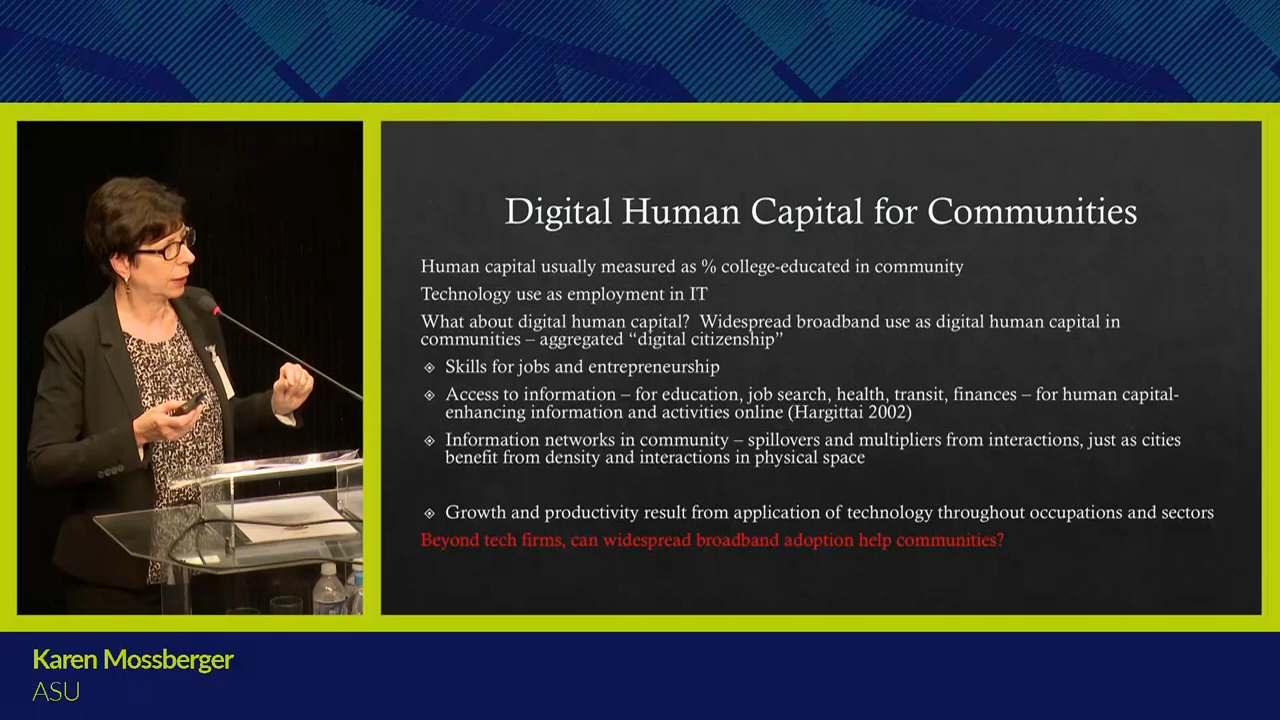 Digital Human Capital for Communities
Human capital usually measured as % college-educated in community
Technology use as employment in IT
What about digital human capital?  Widespread broadband use as digital human capital in
communities – aggregated “digital citizenship”
Skills for jobs and entrepreneurship
Access to information – for education, job search, health, transit, finances – for human capital-
enhancing information and activities online (Hargittai 2002)
Information networks in community – spillovers and multipliers from interactions, just as cities
benefit from density and interactions in physical space
Growth and productivity result from application of technology throughout occupations and sectors
Beyond tech firms, can widespread broadband adoption help communities?
Karen Mossberger
ASU